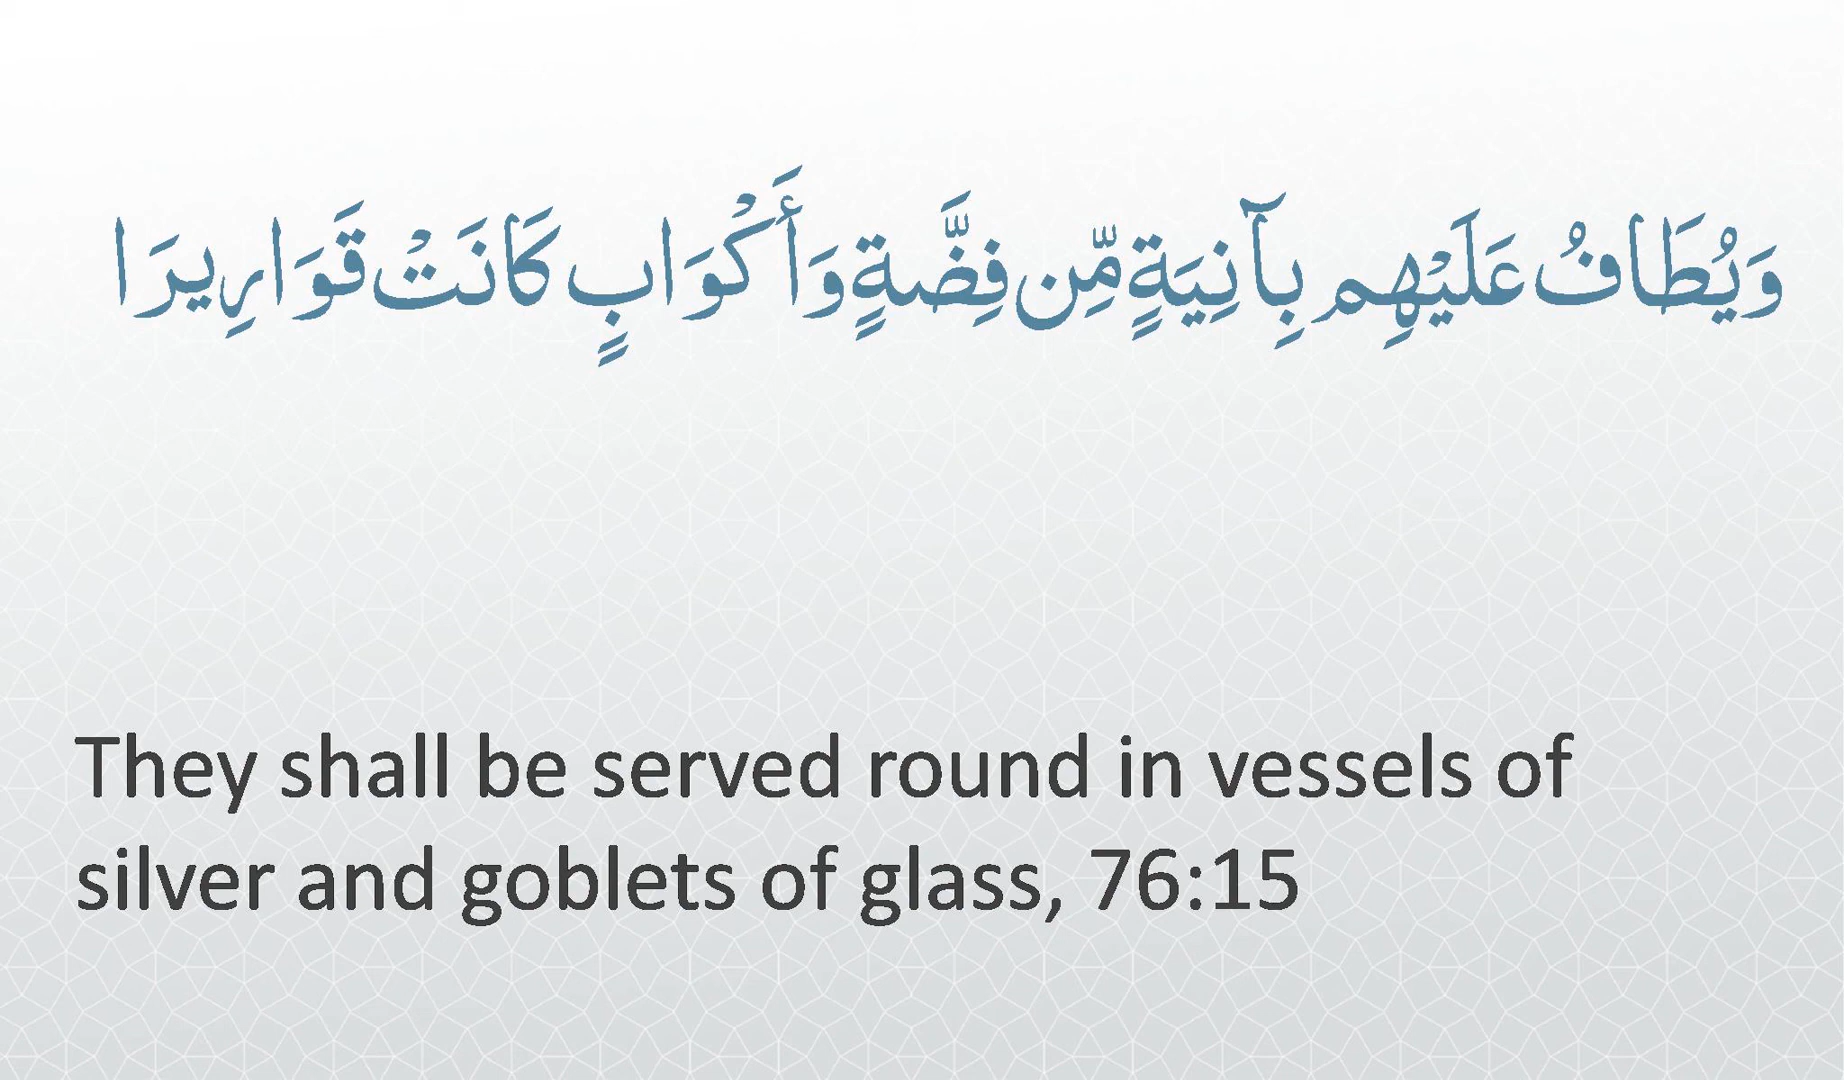 وَيُطَافُ عَلَيْهِم بِآنِيَةٍ مِّن فِضَّةٍ وَأَكْوَابٍ كَانَتْ قَوَارِيرَا
They shall be served round in vessels of
silver and goblets of glass, 76:15